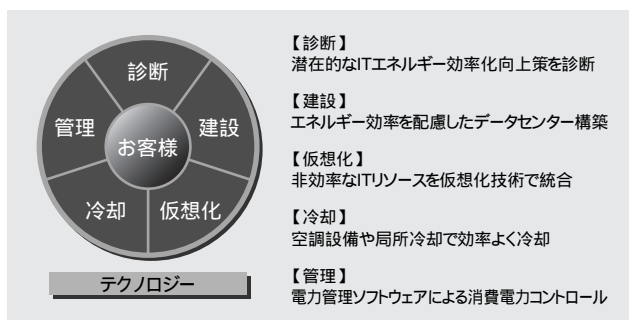 診断
管理
建設
お客様
冷却
仮想化
テクノロジー
【診断】
潜在的なITエネルギー効率化向上策を診断
【建設】
エネルギー効率を配慮したデータセンター構築
【仮想化】
非効率なITリソースを仮想化技術で統合
【冷却】
空調設備や局所冷却で効率よく冷却
【管理】
電力管理ソフトウェアによる消費電力コントロール